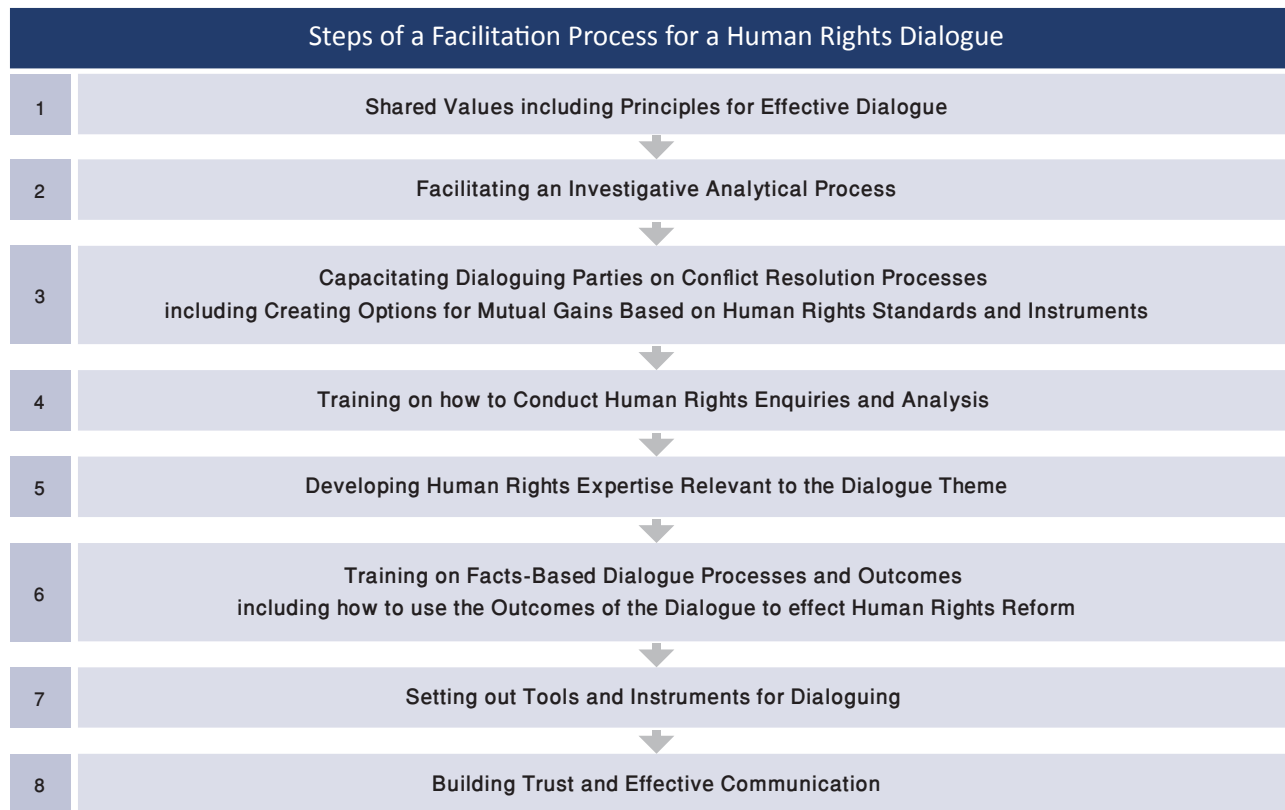 Steps of a Facilitation Process for a Human Rights Dialogue
1
Shared Values including Principles for Effective Dialogue
2
Facilitating an Investigative Analytical Process
3
Capacitating Dialoguing Parties on Conflict Resolution Processes
including Creating Options for Mutual Gains Based on Human Rights Standards and Instruments
4
Training on how to Conduct Human Rights Enquiries and Analysis
5
Developing Human Rights Expertise Relevant to the Dialogue Theme
6
Training on Facts-Based Dialogue Processes and Outcomes
including how to use the Outcomes of the Dialogue to effect Human Rights Reform
7
Setting out Tools and Instruments for Dialoguing
8
Building Trust and Effective Communication